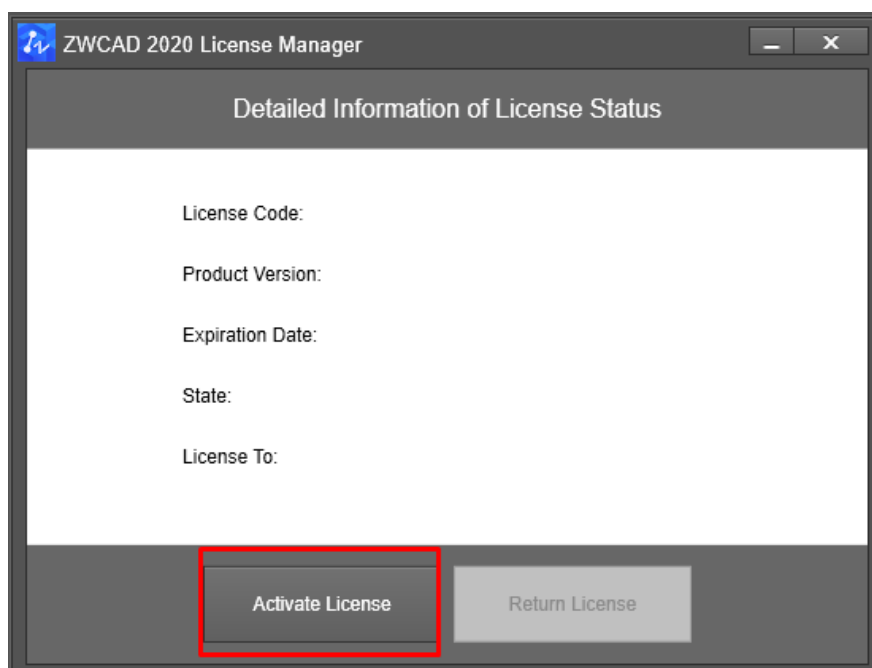 ZWCAD 2020 License Manager
Detailed Information of License Status
License Code:
Product Version:
Expiration Date:
State:
License To:
Activate License
Return License